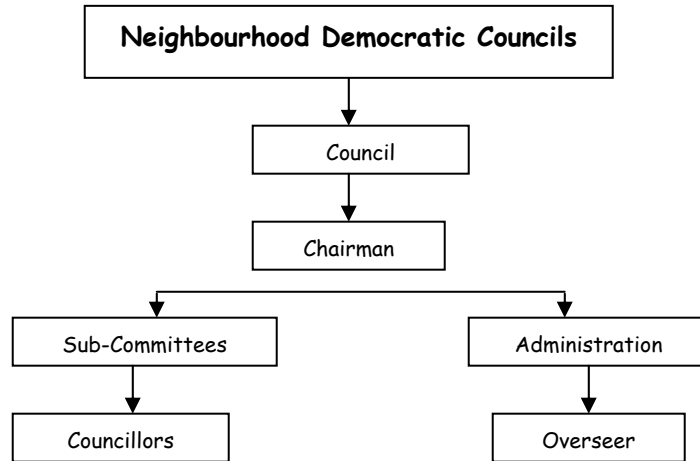 Neighbourhood Democratic Councils
Council
Chairman
Sub-Committees
Administration
Councillors
Overseer